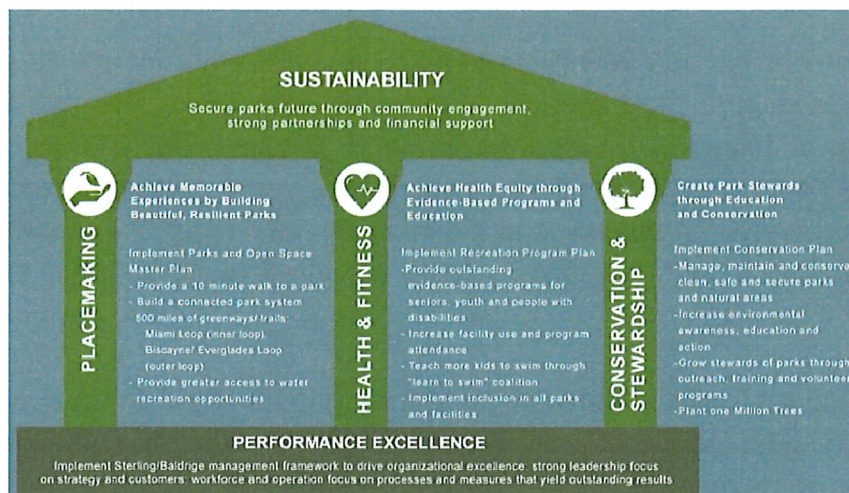 SUSTAINABILITY
Secure parks future through community engagement,
strong partnerships and financial support
PLACEMAKING
Achieve Memorable
Experiences by Building
Beautiful, Resilient Parks
Implement Parks and Open Space
Master Plan
- Provide a 10 minute walk to a park
- Build a connected park system
500 miles of greenways/ trails:
Miami Loop (inner loop),
Biscayne/ Everglades Loop
(outer loop)
- Provide greater access to water
recreation opportunities
HEALTH & FITNESS
Achieve Health Equity through
Evidence-Based Programs and
Education
Implement Recreation Program Plan
-Provide outstanding
evidence-based programs for
seniors, youth and people with
disabilities
- Increase facility use and program
attendance
- Teach more kids to swim through
"learn to swim" coalition
- Implement inclusion in all parks
and facilities
CONSERVATION &
STEWARDSHIP
Create Park Stewards
through Education
and Conservation
Implement Conservation Plan
-Manage, maintain and conserve
clean, safe and secure parks
and natural areas
-Increase environmental
awareness, education and
action
-Grow stewards of parks through
outreach, training and volunteer
programs
-Plant one Million Trees
PERFORMANCE EXCELLENCE
Implement Sterling/Baldrige management framework to drive organizational excellence: strong leadership focus
on strategy and customers: workforce and operation focus on processes and measures that yield outstanding results